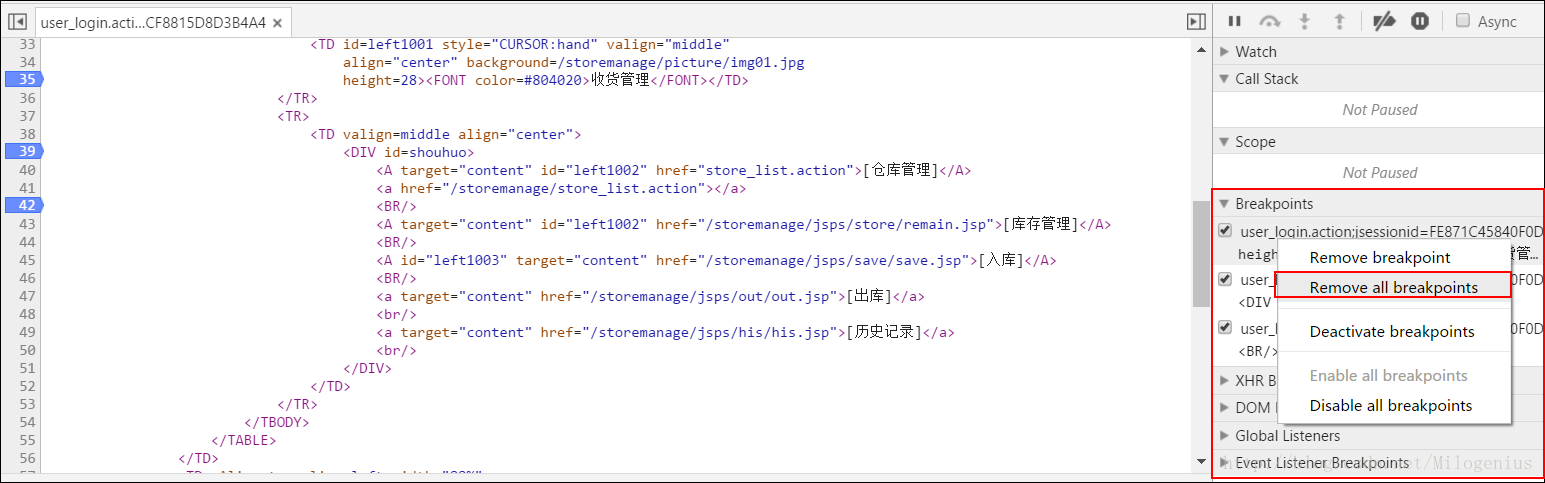 user_login.acti...CF8815D8D3B4A4 ×
Async
33 <TD id=left1001 style="CURSOR:hand" valign="middle"
34 align="center" background=/storemanage/picture/img01.jpg
35 height=28><FONT color=#804020>收货管理</FONT></TD>
36 </TR>
37 <TR>
38 <TD valign=middle align="center">
39 <DIV id=shouhuo>
40 <A target="content" id="left1002" href="store_list.action">[仓库管理]</A>
41 <a href="/storemanage/store_list.action"></a>
42 <BR/>
43 <A target="content" id="left1002" href="/storemanage/jsps/store/remain.jsp">[库存管理]</A>
44 <BR/>
45 <A id="left1003" target="content" href="/storemanage/jsps/save/save.jsp">[入库]</A>
46 <BR/>
47 <a target="content" href="/storemanage/jsps/out/out.jsp">[出库]</a>
48 <br/>
49 <a target="content" href="/storemanage/jsps/his/his.jsp">[历史记录]</a>
50 <br/>
51 </DIV>
52 </TD>
53 </TR>
54 </TBODY>
55 </TABLE>
56 </TD>
57
Watch
Call Stack
Not Paused
Scope
Not Paused
Breakpoints
user_login.action;jsessionid=FE871C45840F0D
heigh
管...
user_
0F0D
<DIV
user_
0F0D
<BR/>
Remove breakpoint
Remove all breakpoints
Deactivate breakpoints
Enable all breakpoints
Disable all breakpoints
XHR B
DOM
Global Listeners
Event Listener Breakpoints